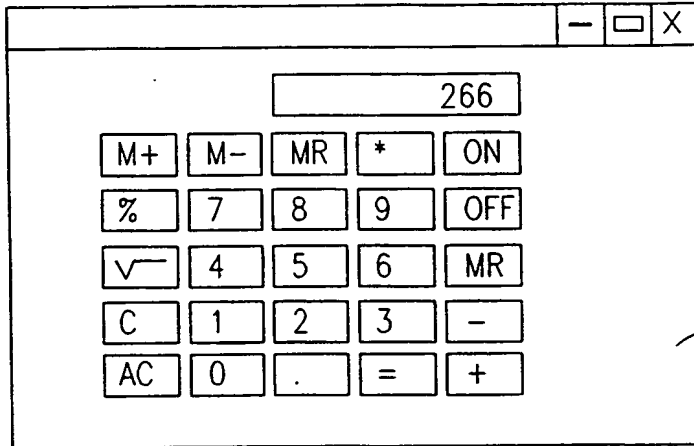 — ▭ X
266
M+ M- MR * ON
% 7 8 9 OFF
√ 4 5 6 MR
C 1 2 3 -
AC 0 . = +